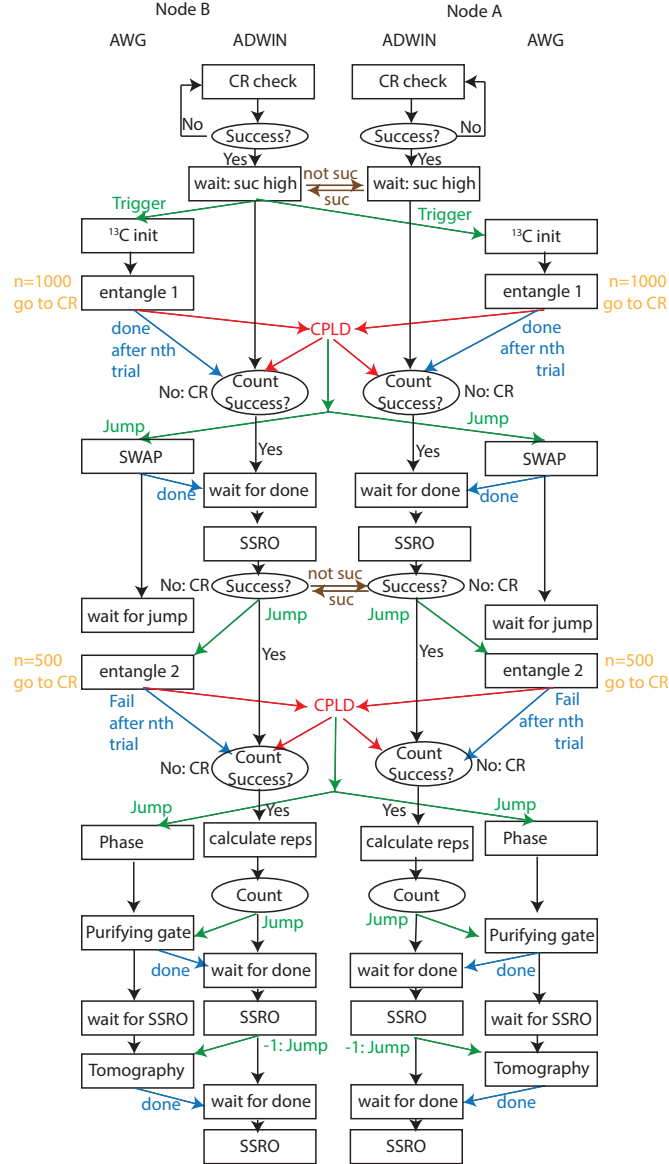 Node B
Node A
AWG
ADWIN
ADWIN
AWG
CR check
CR check
No
No
Success?
Success?
Yes
Yes
wait: suc high
not suc
suc
wait: suc high
Trigger
Trigger
¹³C init
¹³C init
n=1000
go to CR
entangle 1
entangle 1
n=1000
go to CR
done
after nth
trial
CPLD
done
after nth
trial
No: CR
Count
Success?
Count
Success?
No: CR
Jump
Jump
Yes
Yes
SWAP
SWAP
wait for done
wait for done
done
done
SSRO
SSRO
No: CR
Success?
not suc
suc
Success?
No: CR
wait for jump
wait for jump
Jump
Jump
Yes
Yes
n=500
go to CR
entangle 2
entangle 2
n=500
go to CR
Fail
after nth
trial
CPLD
Fail
after nth
trial
No: CR
Count
Success?
Count
Success?
No: CR
Jump
Jump
Yes
Yes
Phase
calculate reps
calculate reps
Phase
Count
Count
Jump
Jump
Purifying gate
Purifying gate
done
wait for done
wait for done
done
wait for SSRO
SSRO
SSRO
wait for SSRO
-1: Jump
-1: Jump
Tomography
Tomography
done
wait for done
wait for done
done
SSRO
SSRO